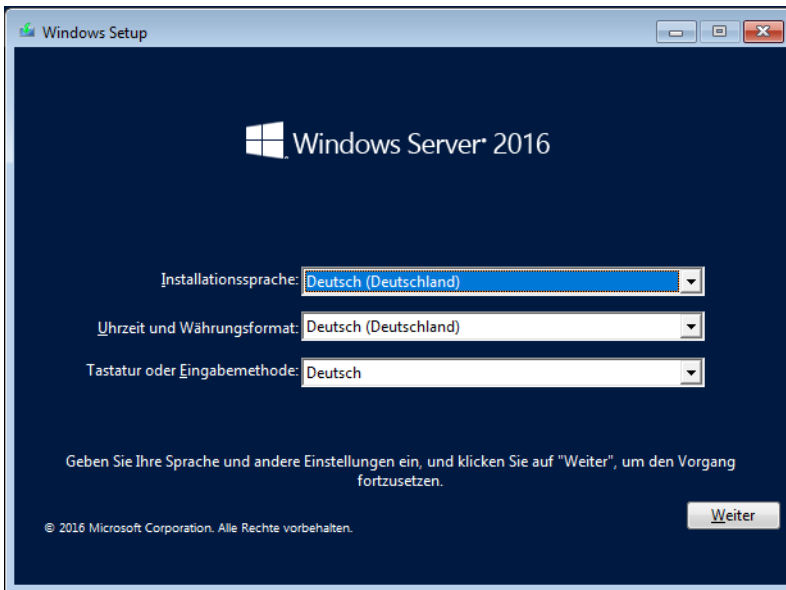 Windows Setup
Windows Server 2016
Installationssprache: Deutsch (Deutschland)
Uhrzeit und Währungsformat: Deutsch (Deutschland)
Tastatur oder Eingabemethode: Deutsch
Geben Sie Ihre Sprache und andere Einstellungen ein, und klicken Sie auf "Weiter", um den Vorgang
fortzusetzen.
Weiter
© 2016 Microsoft Corporation. Alle Rechte vorbehalten.